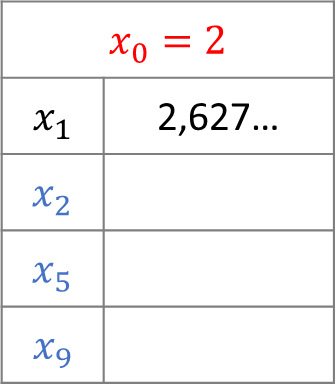 x₀ = 2
x₁ 2,627...
x₂
x₅
x₉